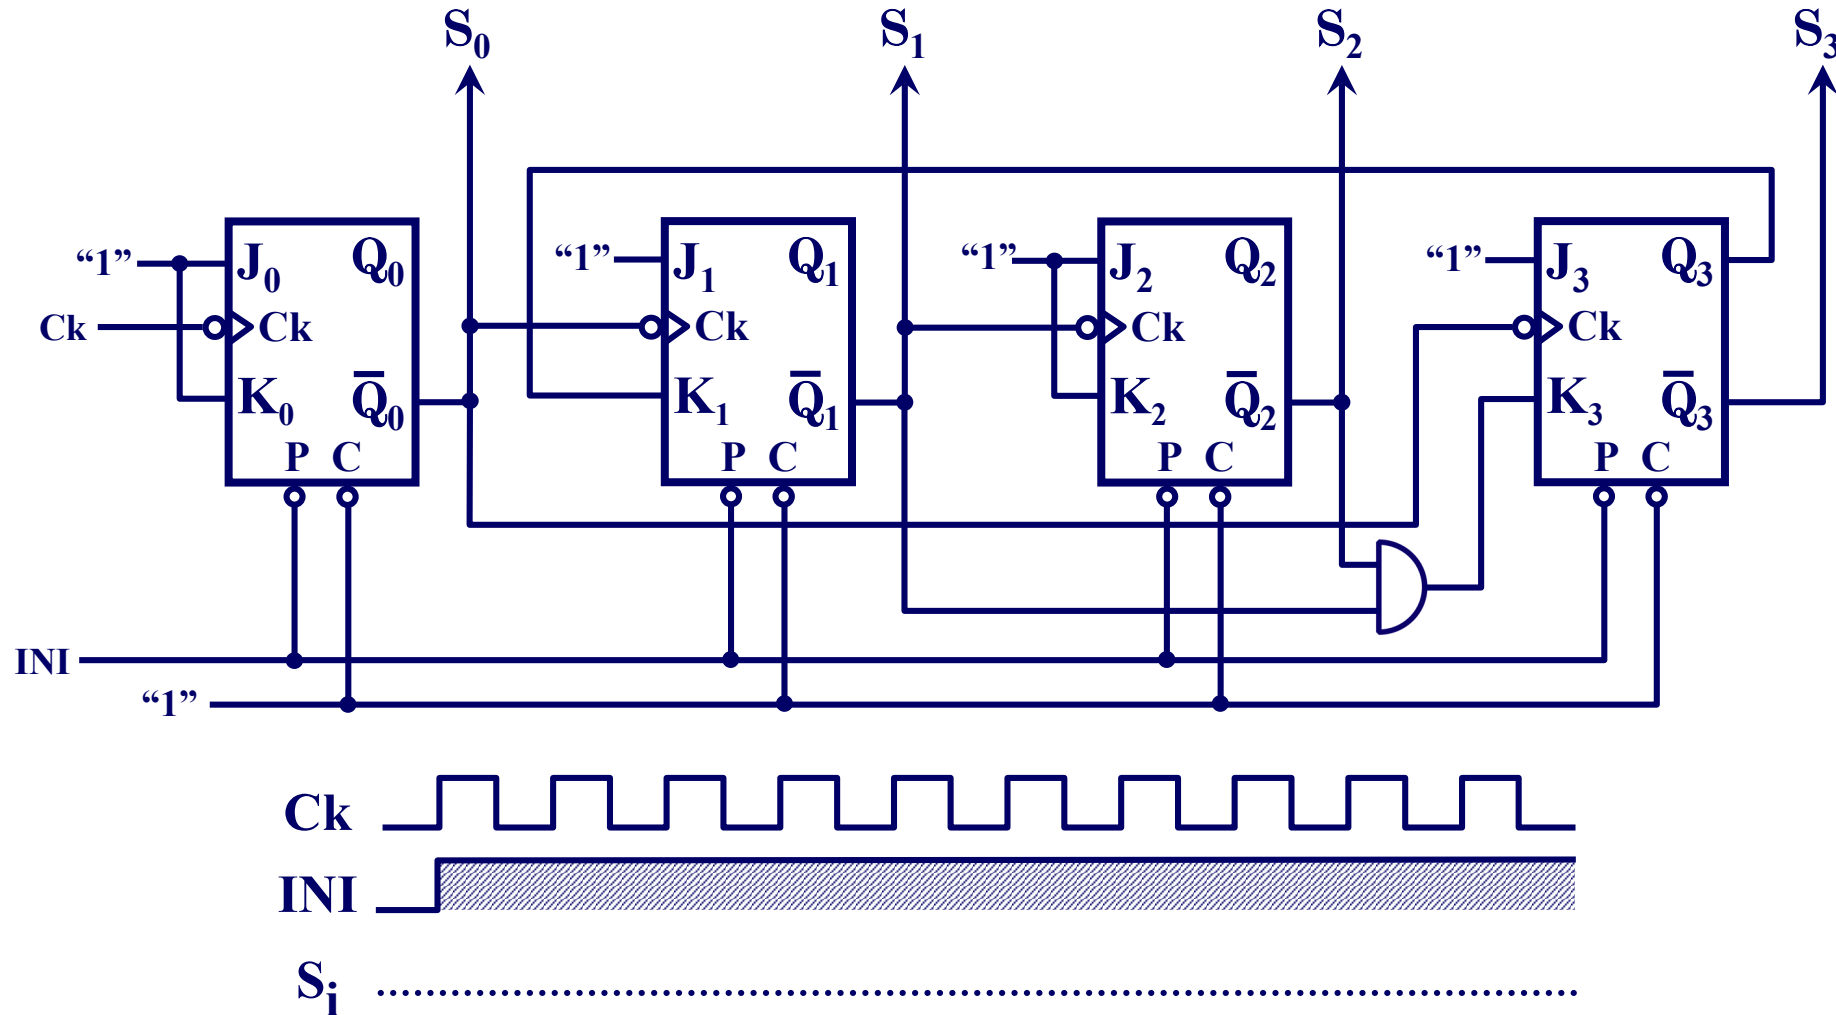 S0 S1 S2 S3
“1” J0 Q0 “1” J1 Q1 “1” J2 Q2 “1” J3 Q3
Ck Ck Ck Ck Ck
K0 Q̅0 K1 Q̅1 K2 Q̅2 K3 Q̅3
P C P C P C P C
INI
“1”
Ck
INI
Si